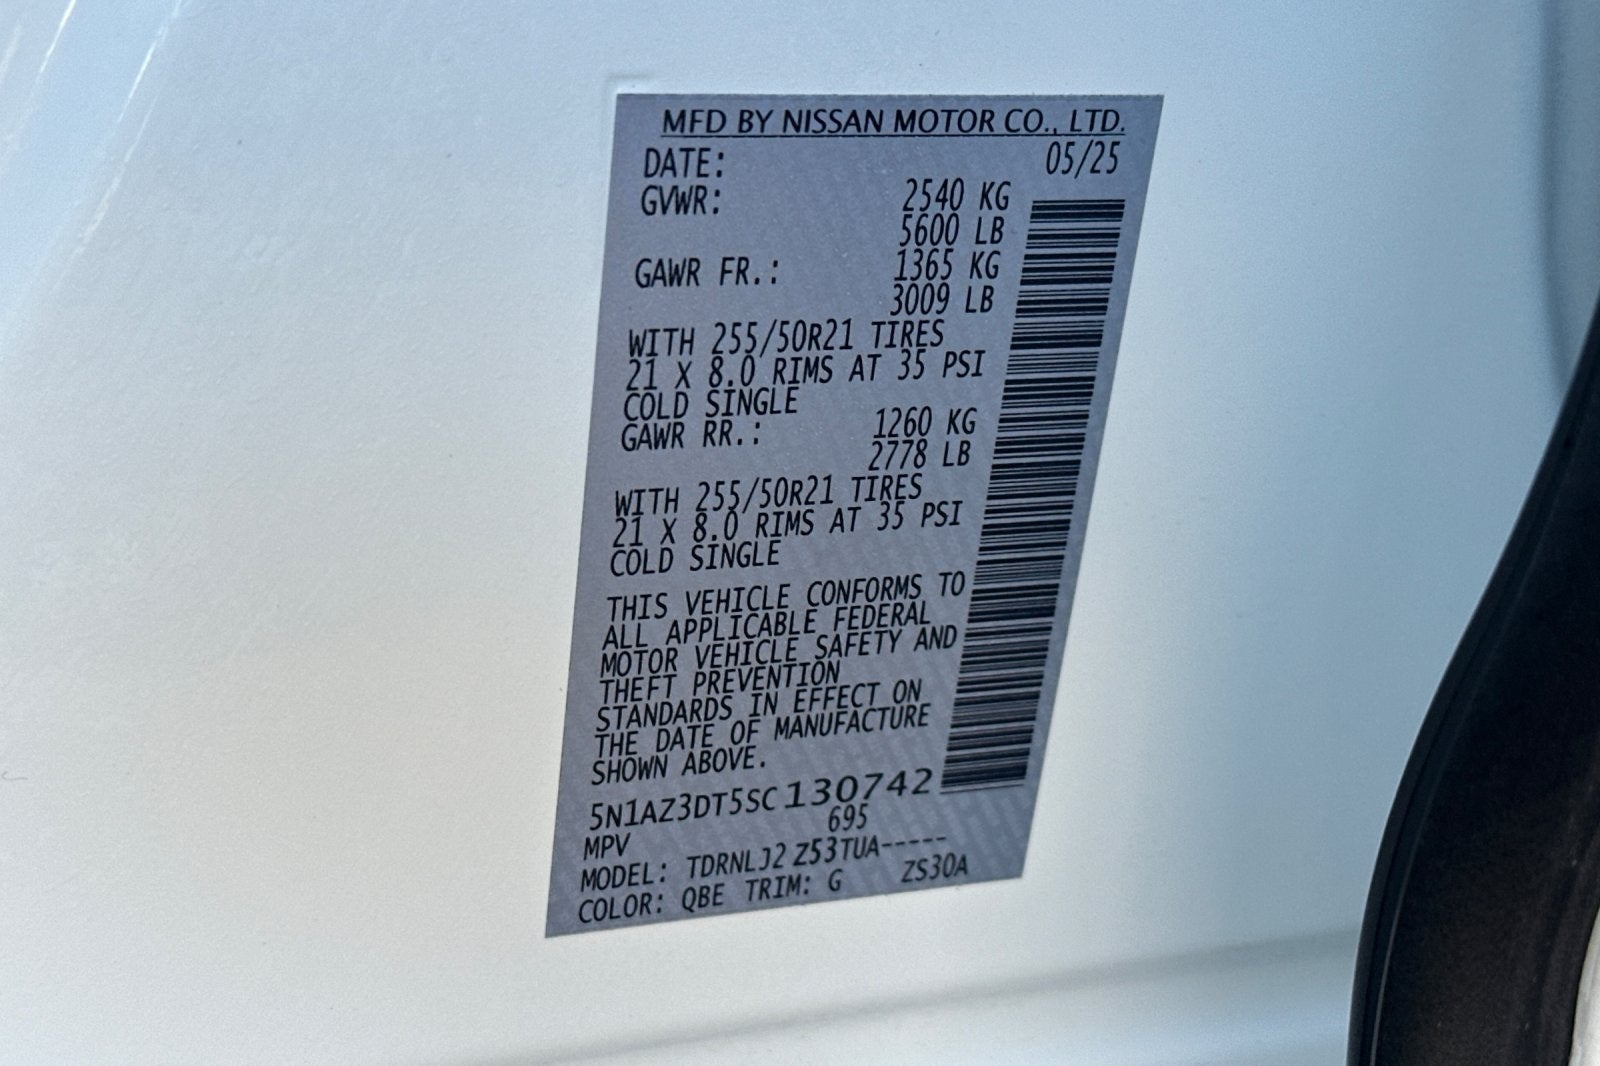 MFD BY NISSAN MOTOR CO., LTD.
DATE: 05/25
GVWR: 2540 KG
5600 LB
GAWR FR.: 1365 KG
3009 LB
WITH 255/50R21 TIRES
21 X 8.0 RIMS AT 35 PSI
COLD SINGLE
GAWR RR.: 1260 KG
2778 LB
WITH 255/50R21 TIRES
21 X 8.0 RIMS AT 35 PSI
COLD SINGLE
THIS VEHICLE CONFORMS TO
ALL APPLICABLE FEDERAL
MOTOR VEHICLE SAFETY AND
THEFT PREVENTION
STANDARDS IN EFFECT ON
THE DATE OF MANUFACTURE
SHOWN ABOVE.
5N1AZ3DT5SC130742
MPV 695
MODEL: TDRNLJ2 Z53TUA-----
COLOR: QBE TRIM: G ZS30A